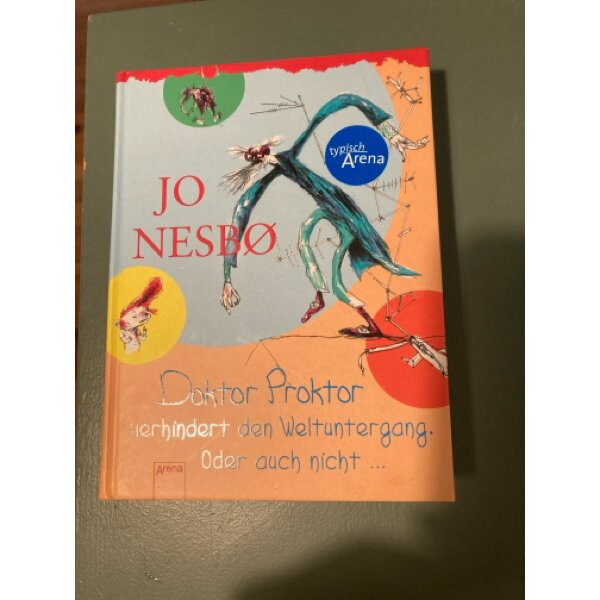 typisch
Arena
JO
NESBØ
Doktor Proktor
verhindert den Weltuntergang.
Oder auch nicht ...
Arena